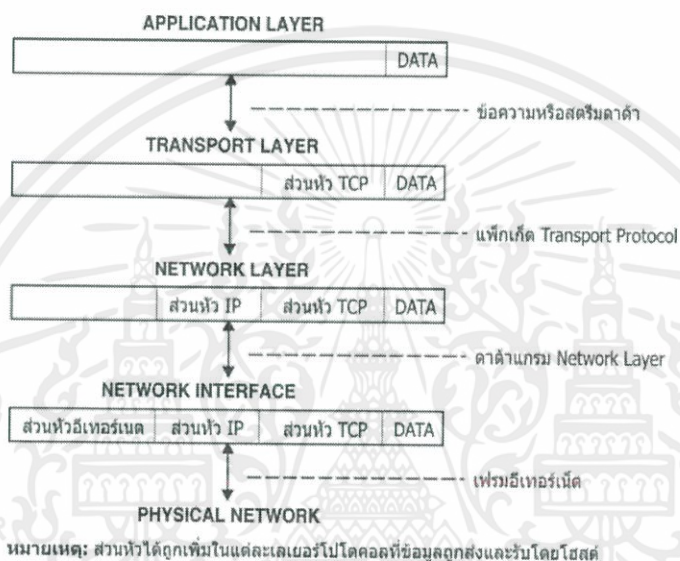 APPLICATION LAYER
DATA
ข้อความหรือสตรีมดาต้า
TRANSPORT LAYER
ส่วนหัว TCP DATA
แพ็กเก็ต Transport Protocol
NETWORK LAYER
ส่วนหัว IP ส่วนหัว TCP DATA
ดาต้าแกรม Network Layer
NETWORK INTERFACE
ส่วนหัวอีเทอร์เนต ส่วนหัว IP ส่วนหัว TCP DATA
เฟรมอีเทอร์เน็ต
PHYSICAL NETWORK
หมายเหตุ: ส่วนหัวได้ถูกเพิ่มในแต่ละเลเยอร์โปโตคอลที่ข้อมูลถูกส่งและรับโดยโฮสต์